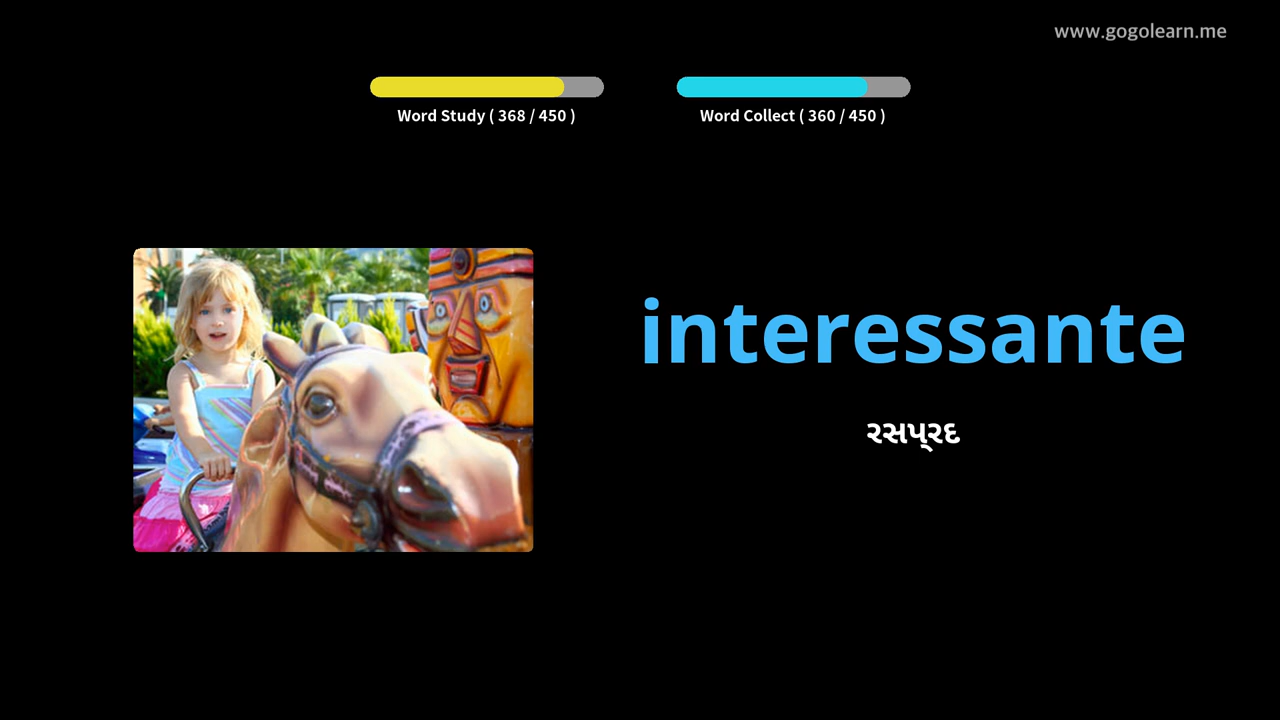 www.gogolearn.me
Word Study ( 368 / 450 )
Word Collect ( 360 / 450 )
interessante
રસપ્રદ